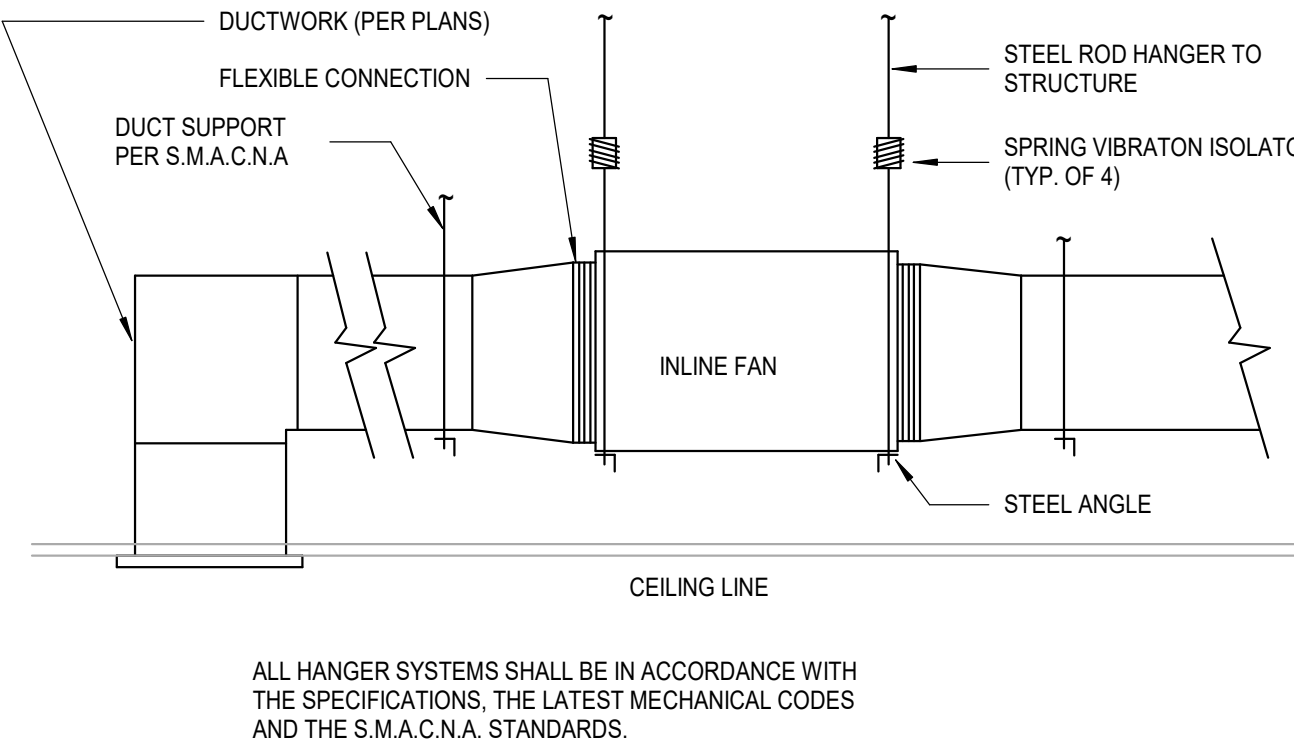 DUCTWORK (PER PLANS)
FLEXIBLE CONNECTION
DUCT SUPPORT
PER S.M.A.C.N.A
STEEL ROD HANGER TO
STRUCTURE
SPRING VIBRATON ISOLATO
(TYP. OF 4)
INLINE FAN
STEEL ANGLE
CEILING LINE
ALL HANGER SYSTEMS SHALL BE IN ACCORDANCE WITH
THE SPECIFICATIONS, THE LATEST MECHANICAL CODES
AND THE S.M.A.C.N.A. STANDARDS.